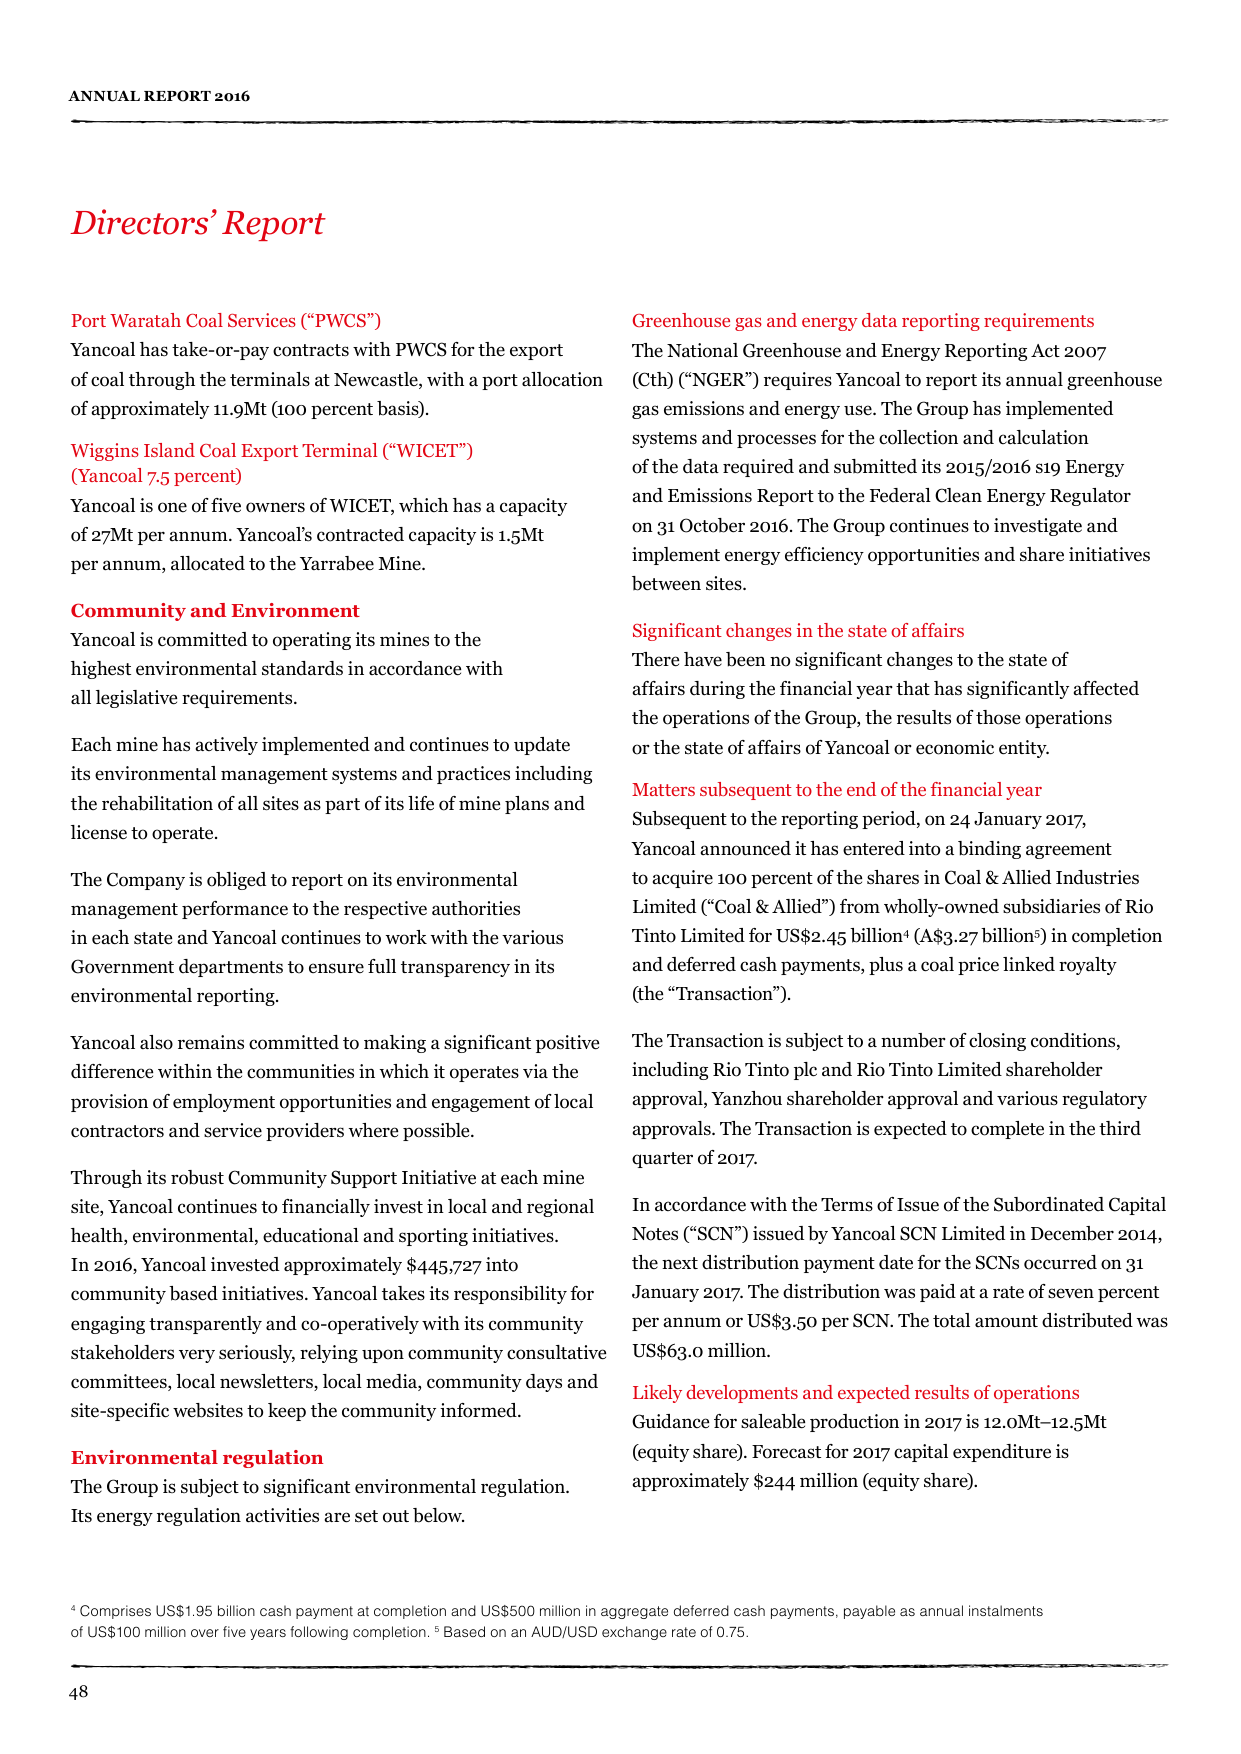 ANNUAL REPORT 2016
Directors’ Report
Port Waratah Coal Services (“PWCS”)
Yancoal has take-or-pay contracts with PWCS for the export
of coal through the terminals at Newcastle, with a port allocation
of approximately 11.9Mt (100 percent basis).
Wiggins Island Coal Export Terminal (“WICET”)
(Yancoal 7.5 percent)
Yancoal is one of five owners of WICET, which has a capacity
of 27Mt per annum. Yancoal’s contracted capacity is 1.5Mt
per annum, allocated to the Yarrabee Mine.
Community and Environment
Yancoal is committed to operating its mines to the
highest environmental standards in accordance with
all legislative requirements.
Each mine has actively implemented and continues to update
its environmental management systems and practices including
the rehabilitation of all sites as part of its life of mine plans and
license to operate.
The Company is obliged to report on its environmental
management performance to the respective authorities
in each state and Yancoal continues to work with the various
Government departments to ensure full transparency in its
environmental reporting.
Yancoal also remains committed to making a significant positive
difference within the communities in which it operates via the
provision of employment opportunities and engagement of local
contractors and service providers where possible.
Through its robust Community Support Initiative at each mine
site, Yancoal continues to financially invest in local and regional
health, environmental, educational and sporting initiatives.
In 2016, Yancoal invested approximately $445,727 into
community based initiatives. Yancoal takes its responsibility for
engaging transparently and co-operatively with its community
stakeholders very seriously, relying upon community consultative
committees, local newsletters, local media, community days and
site-specific websites to keep the community informed.
Environmental regulation
The Group is subject to significant environmental regulation.
Its energy regulation activities are set out below.
Greenhouse gas and energy data reporting requirements
The National Greenhouse and Energy Reporting Act 2007
(Cth) (“NGER”) requires Yancoal to report its annual greenhouse
gas emissions and energy use. The Group has implemented
systems and processes for the collection and calculation
of the data required and submitted its 2015/2016 s19 Energy
and Emissions Report to the Federal Clean Energy Regulator
on 31 October 2016. The Group continues to investigate and
implement energy efficiency opportunities and share initiatives
between sites.
Significant changes in the state of affairs
There have been no significant changes to the state of
affairs during the financial year that has significantly affected
the operations of the Group, the results of those operations
or the state of affairs of Yancoal or economic entity.
Matters subsequent to the end of the financial year
Subsequent to the reporting period, on 24 January 2017,
Yancoal announced it has entered into a binding agreement
to acquire 100 percent of the shares in Coal & Allied Industries
Limited (“Coal & Allied”) from wholly-owned subsidiaries of Rio
Tinto Limited for US$2.45 billion⁴ (A$3.27 billion⁵) in completion
and deferred cash payments, plus a coal price linked royalty
(the “Transaction”).
The Transaction is subject to a number of closing conditions,
including Rio Tinto plc and Rio Tinto Limited shareholder
approval, Yanzhou shareholder approval and various regulatory
approvals. The Transaction is expected to complete in the third
quarter of 2017.
In accordance with the Terms of Issue of the Subordinated Capital
Notes (“SCN”) issued by Yancoal SCN Limited in December 2014,
the next distribution payment date for the SCNs occurred on 31
January 2017. The distribution was paid at a rate of seven percent
per annum or US$3.50 per SCN. The total amount distributed was
US$63.0 million.
Likely developments and expected results of operations
Guidance for saleable production in 2017 is 12.0Mt–12.5Mt
(equity share). Forecast for 2017 capital expenditure is
approximately $244 million (equity share).
⁴ Comprises US$1.95 billion cash payment at completion and US$500 million in aggregate deferred cash payments, payable as annual instalments
of US$100 million over five years following completion. ⁵ Based on an AUD/USD exchange rate of 0.75.
48